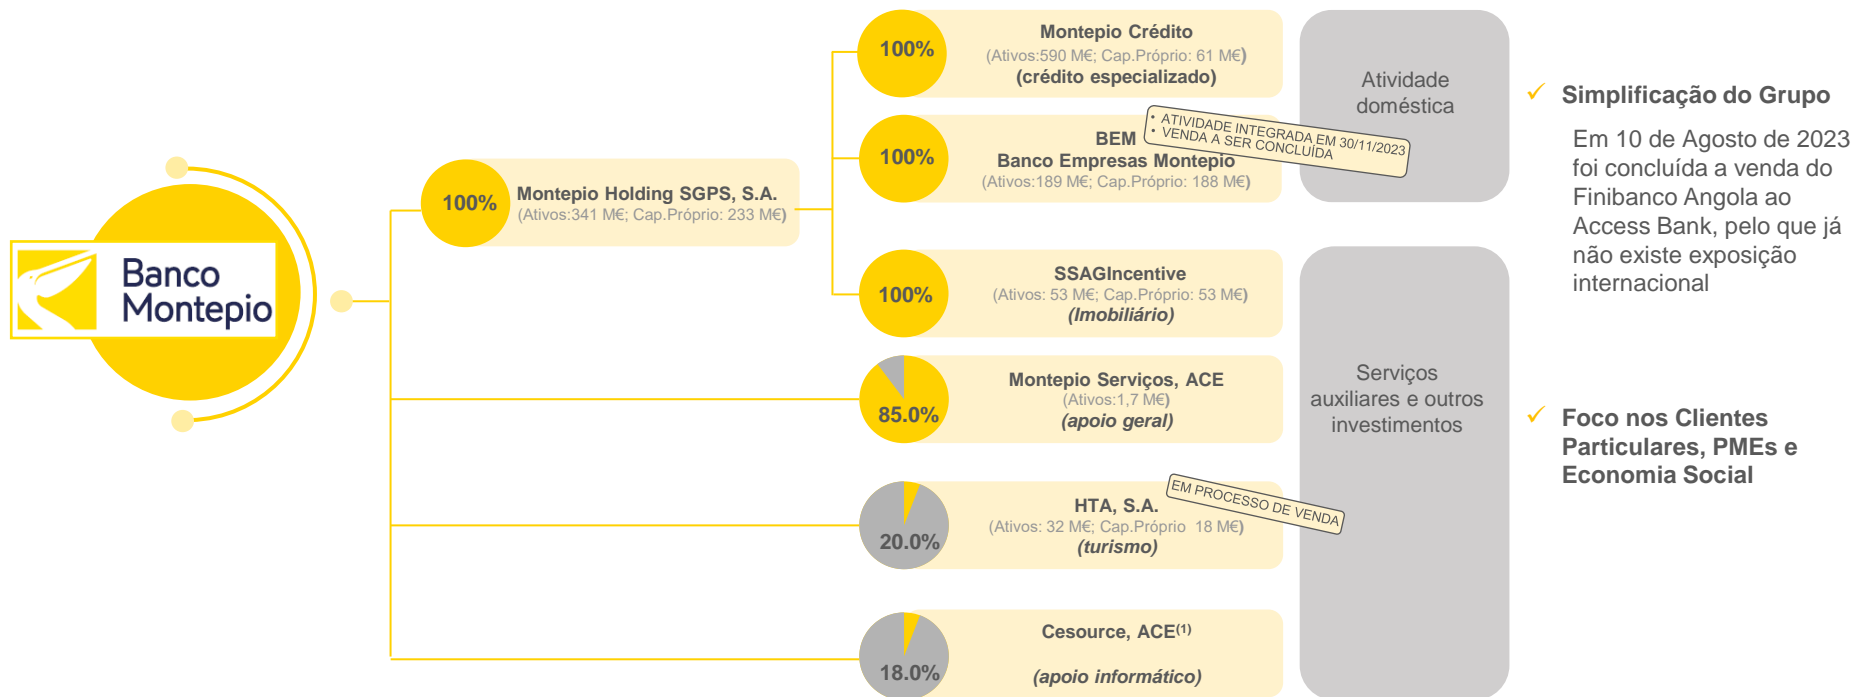 Banco
Montepio
100%
Montepio Holding SGPS, S.A.
(Ativos:341 M€; Cap.Próprio: 233 M€)
100%
Montepio Crédito
(Ativos:590 M€; Cap.Próprio: 61 M€)
(crédito especializado)
100%
BEM
Banco Empresas Montepio
(Ativos:189 M€; Cap.Próprio: 188 M€)
• ATIVIDADE INTEGRADA EM 30/11/2023
• VENDA A SER CONCLUÍDA
100%
SSAGIncentive
(Ativos: 53 M€; Cap.Próprio: 53 M€)
(Imobiliário)
85.0%
Montepio Serviços, ACE
(Ativos:1,7 M€)
(apoio geral)
20.0%
HTA, S.A.
(Ativos: 32 M€; Cap.Próprio 18 M€)
(turismo)
EM PROCESSO DE VENDA
18.0%
Cesource, ACE(1)
(apoio informático)
Atividade
doméstica
Serviços
auxiliares e outros
investimentos
✓ Simplificação do Grupo
Em 10 de Agosto de 2023
foi concluída a venda do
Finibanco Angola ao
Access Bank, pelo que já
não existe exposição
internacional
✓ Foco nos Clientes
Particulares, PMEs e
Economia Social